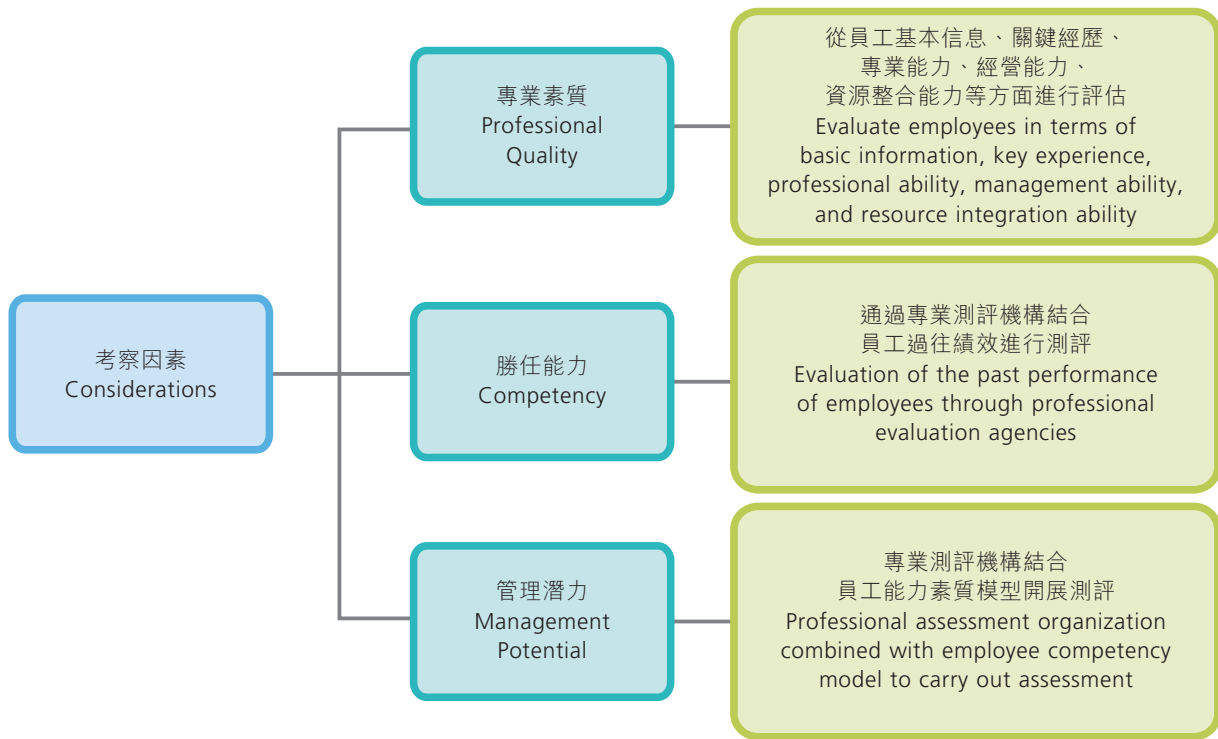 考察因素
Considerations
專業素質
Professional
Quality
從員工基本信息、關鍵經歷、
專業能力、經營能力、
資源整合能力等方面進行評估
Evaluate employees in terms of
basic information, key experience,
professional ability, management ability,
and resource integration ability
勝任能力
Competency
通過專業測評機構結合
員工過往績效進行測評
Evaluation of the past performance
of employees through professional
evaluation agencies
管理潛力
Management
Potential
專業測評機構結合
員工能力素質模型開展測評
Professional assessment organization
combined with employee competency
model to carry out assessment